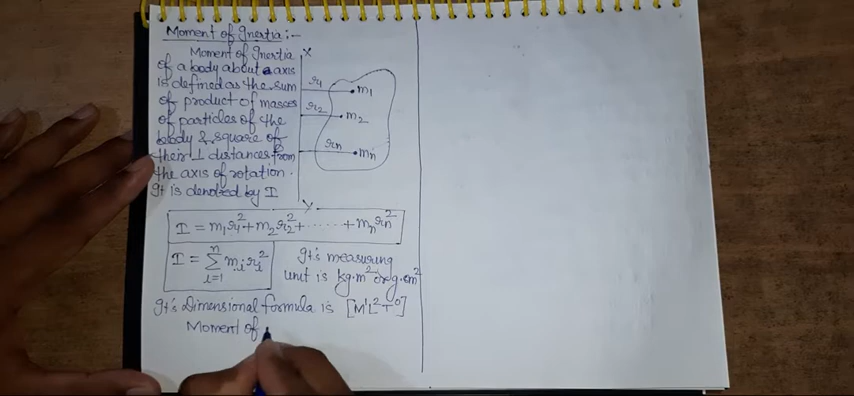 Moment of Inertia:-
Moment of Inertia
of a body about axis
is defined as the sum
of product of masses
of particles of the
body & square of
their ⊥ distances from
the axis of rotation.
It is denoted by I
X
r₁ m₁
r₂ m₂
rₙ mₙ
Y
I = m₁r₁² + m₂r₂² + ...... + mₙrₙ²
I = Σⁿᵢ₌₁ mᵢrᵢ²
It's measuring
unit is kg.m² or g.cm²
It's Dimensional formula is [M¹L²T⁰]
Moment of